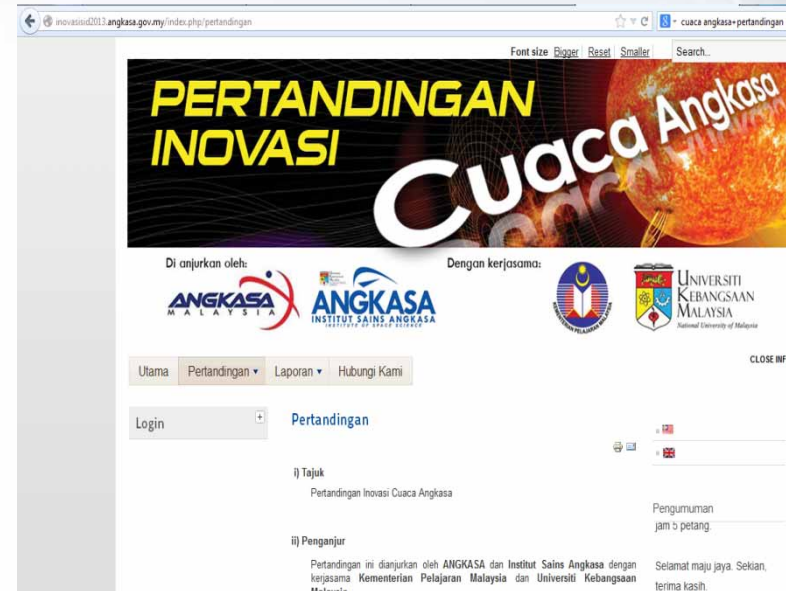 inovasisid2013.angkasa.gov.my/index.php/pertandingan
cuaca angkasa+pertandingan
Font size Bigger Reset Smaller
Search..
PERTANDINGAN
INOVASI
Cuaca Angkasa
Di anjurkan oleh:
Dengan kerjasama:
ANGKASA
MALAYSIA
ANGKASA
INSTITUT SAINS ANGKASA
INSTITUTE OF SPACE SCIENCE
KEMENTERIAN PELAJARAN MALAYSIA
UNIVERSITI
KEBANGSAAN
MALAYSIA
National University of Malaysia
CLOSE INF
Utama Pertandingan Laporan Hubungi Kami
Login
Pertandingan
i) Tajuk
Pertandingan Inovasi Cuaca Angkasa
ii) Penganjur
Pertandingan ini dianjurkan oleh ANGKASA dan Institut Sains Angkasa dengan
kerjasama Kementerian Pelajaran Malaysia dan Universiti Kebangsaan
Malaysia
Pengumuman
jam 5 petang.
Selamat maju jaya. Sekian,
terima kasih.